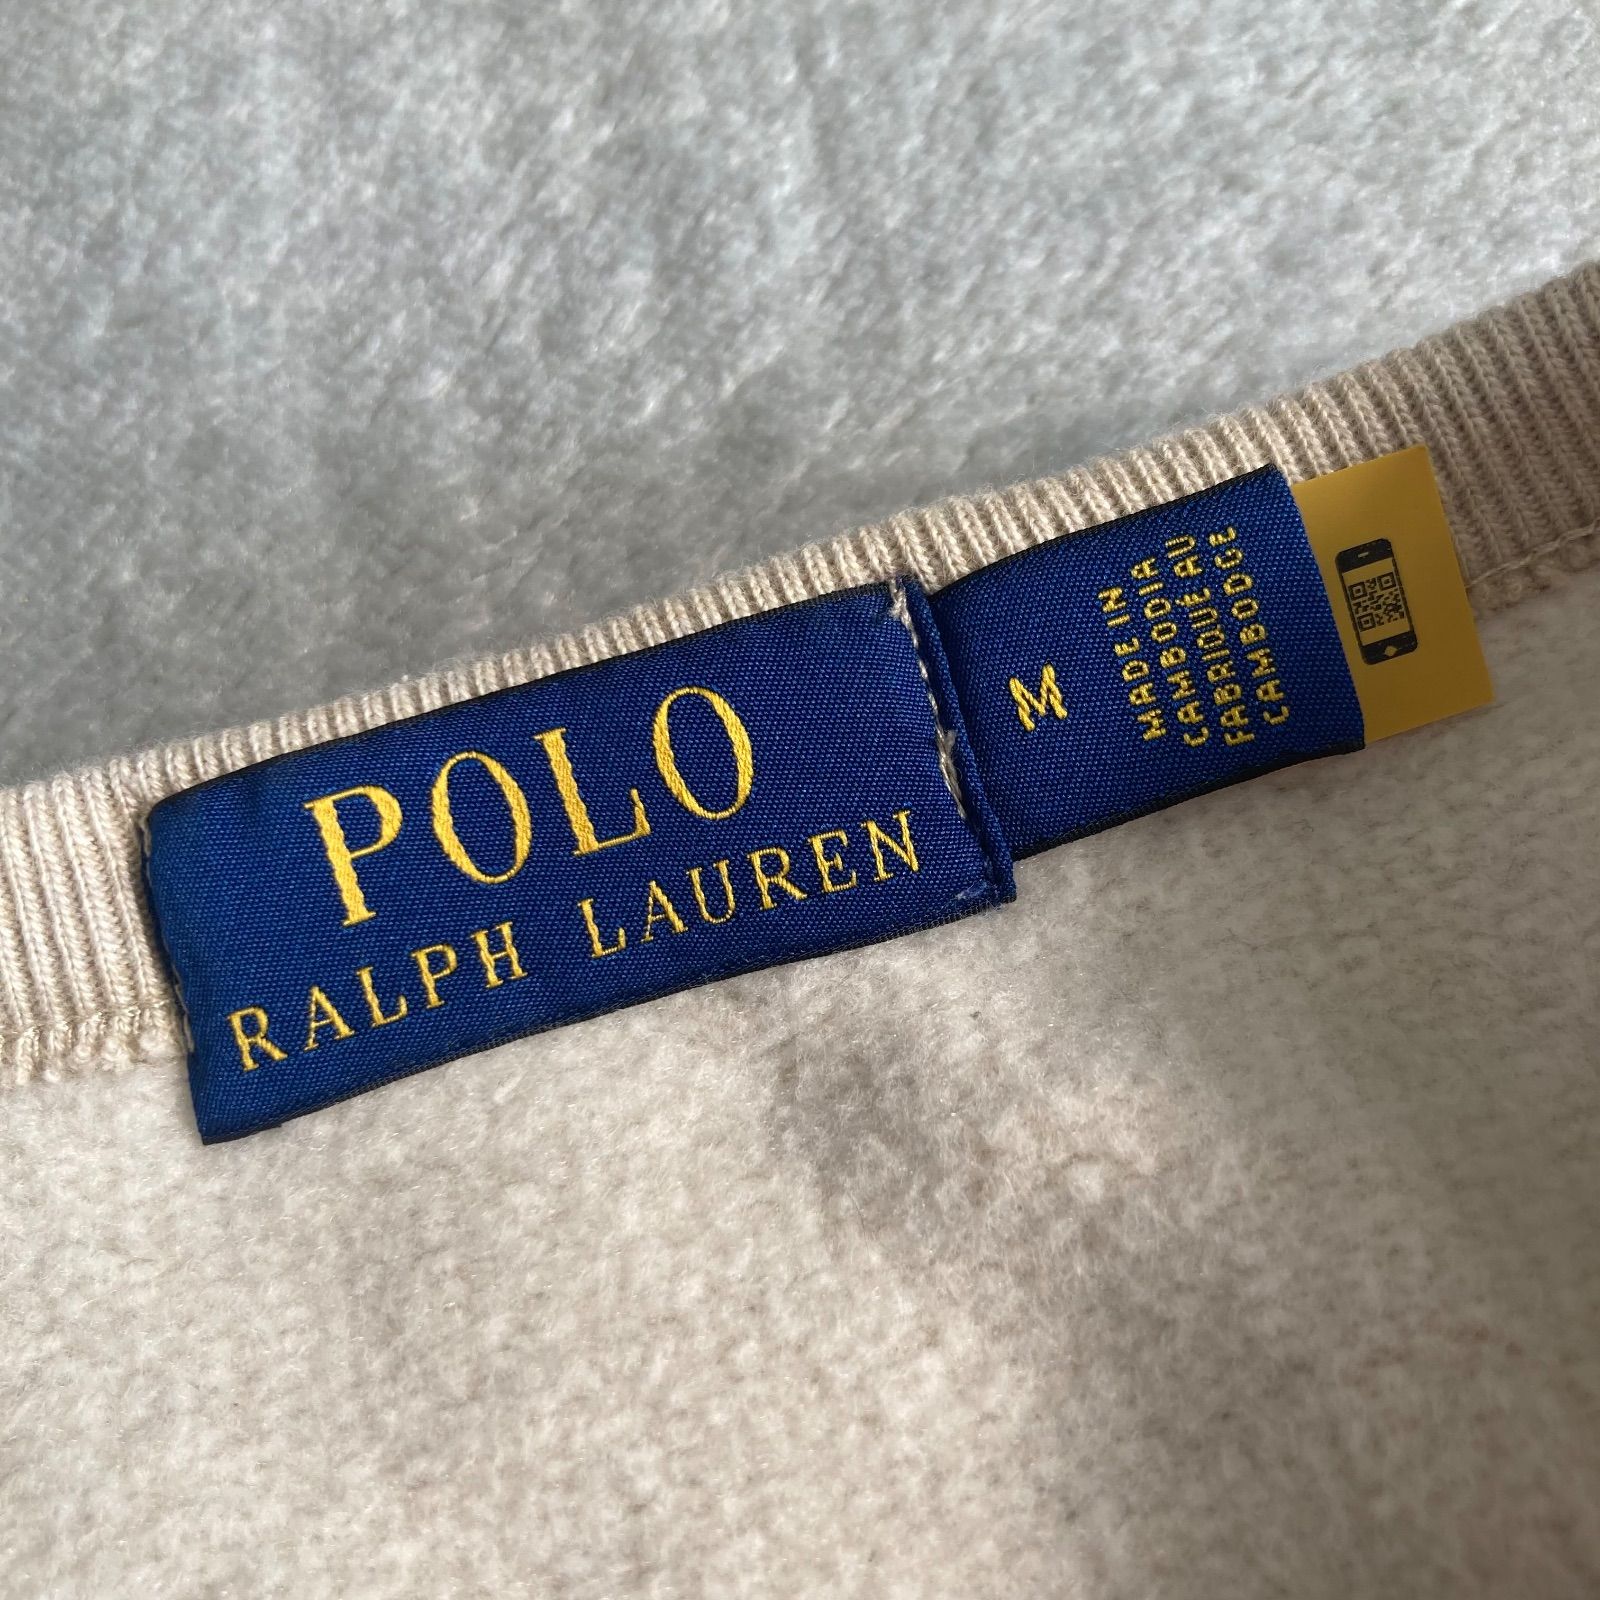 POLO
RALPH LAUREN
M
MADE IN
CAMBODIA
FABRIQUÉ AU
CAMBODGE